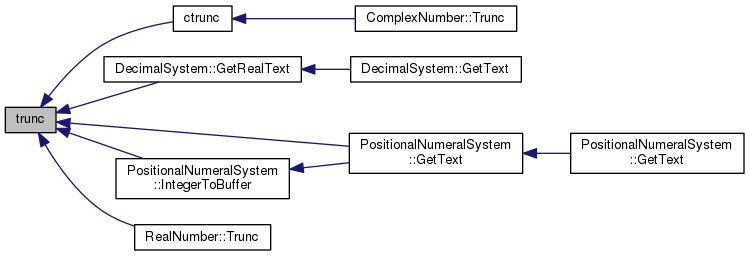 ctrunc
ComplexNumber::Trunc
DecimalSystem::GetRealText
DecimalSystem::GetText
trunc
PositionalNumeralSystem
::GetText
PositionalNumeralSystem
::GetText
PositionalNumeralSystem
::IntegerToBuffer
RealNumber::Trunc